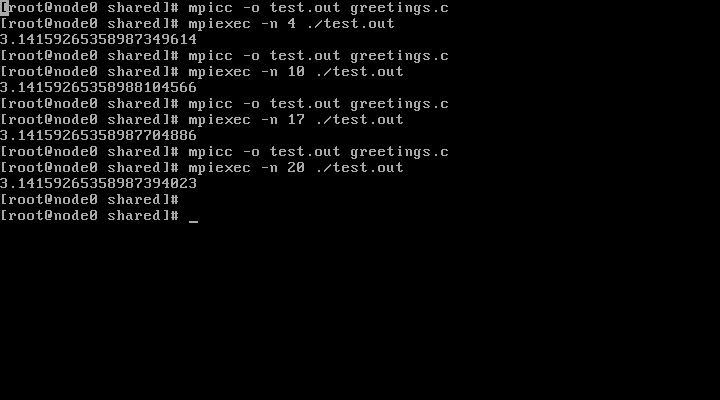 [root@node0 shared]# mpicc -o test.out greetings.c
[root@node0 shared]# mpiexec -n 4 ./test.out
3.14159265358987349614
[root@node0 shared]# mpicc -o test.out greetings.c
[root@node0 shared]# mpiexec -n 10 ./test.out
3.14159265358988104566
[root@node0 shared]# mpicc -o test.out greetings.c
[root@node0 shared]# mpiexec -n 17 ./test.out
3.14159265358987704886
[root@node0 shared]# mpicc -o test.out greetings.c
[root@node0 shared]# mpiexec -n 20 ./test.out
3.14159265358987394023
[root@node0 shared]#
[root@node0 shared]# _